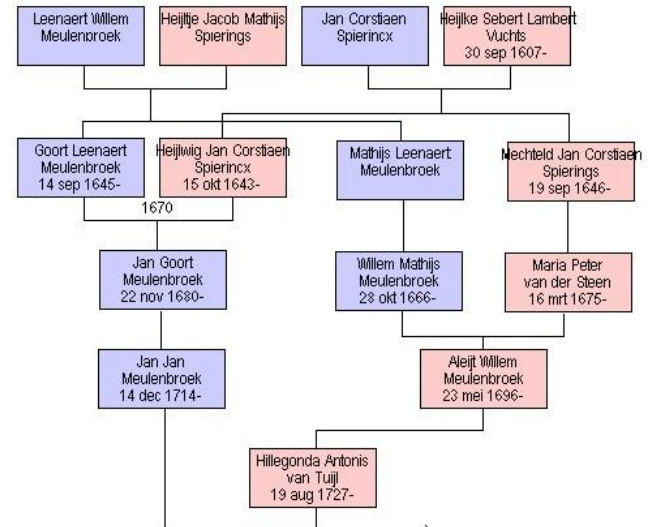 Leenaert Willem
Meulenbroek
Heijltje Jacob Mathijs
Spierings
Jan Corstiaen
Spierincx
Heijlke Sebert Lambert
Vuchts
30 sep 1607-
Goort Leenaert
Meulenbroek
14 sep 1645-
Heijlwig Jan Corstiaen
Spierincx
15 okt 1643-
Mathijs Leenaert
Meulenbroek
Mechteld Jan Corstiaen
Spierings
19 sep 1646-
1670
Jan Goort
Meulenbroek
22 nov 1680-
Willem Mathijs
Meulenbroek
28 okt 1666-
Maria Peter
van der Steen
16 mrt 1675-
Jan Jan
Meulenbroek
14 dec 1714-
Aleijt Willem
Meulenbroek
23 mei 1696-
Hillegonda Antonis
van Tuijl
19 aug 1727-